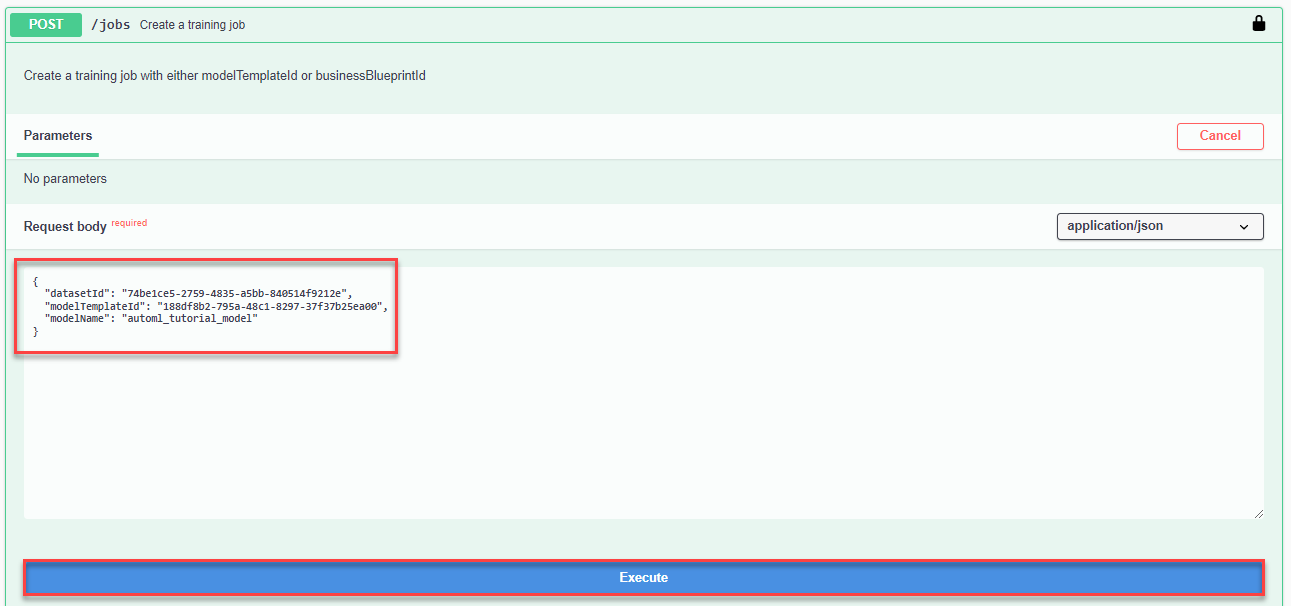 POST /jobs Create a training job
Create a training job with either modelTemplateId or businessBlueprintId
Parameters Cancel
No parameters
Request body required application/json
{
"datasetId": "74be1ce5-2759-4835-a5bb-840514f9212e",
"modelTemplateId": "188df8b2-795a-48c1-8297-37f37b25ea00",
"modelName": "automl_tutorial_model"
}
Execute